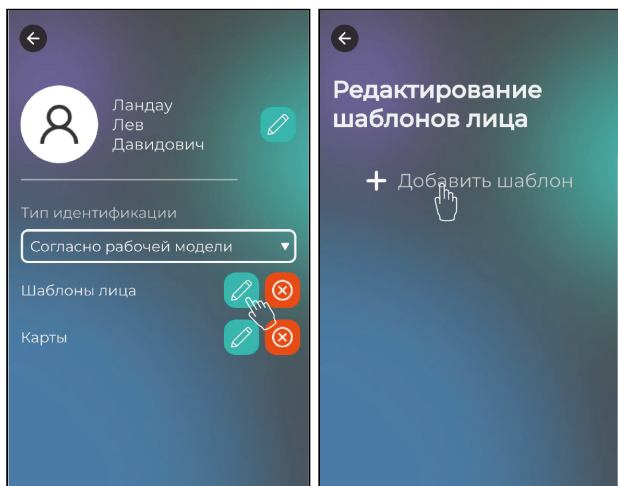 Ландау
Лев
Давидович
Тип идентификации
Согласно рабочей модели
Шаблоны лица
Карты
Редактирование
шаблонов лица
+ Добавить шаблон